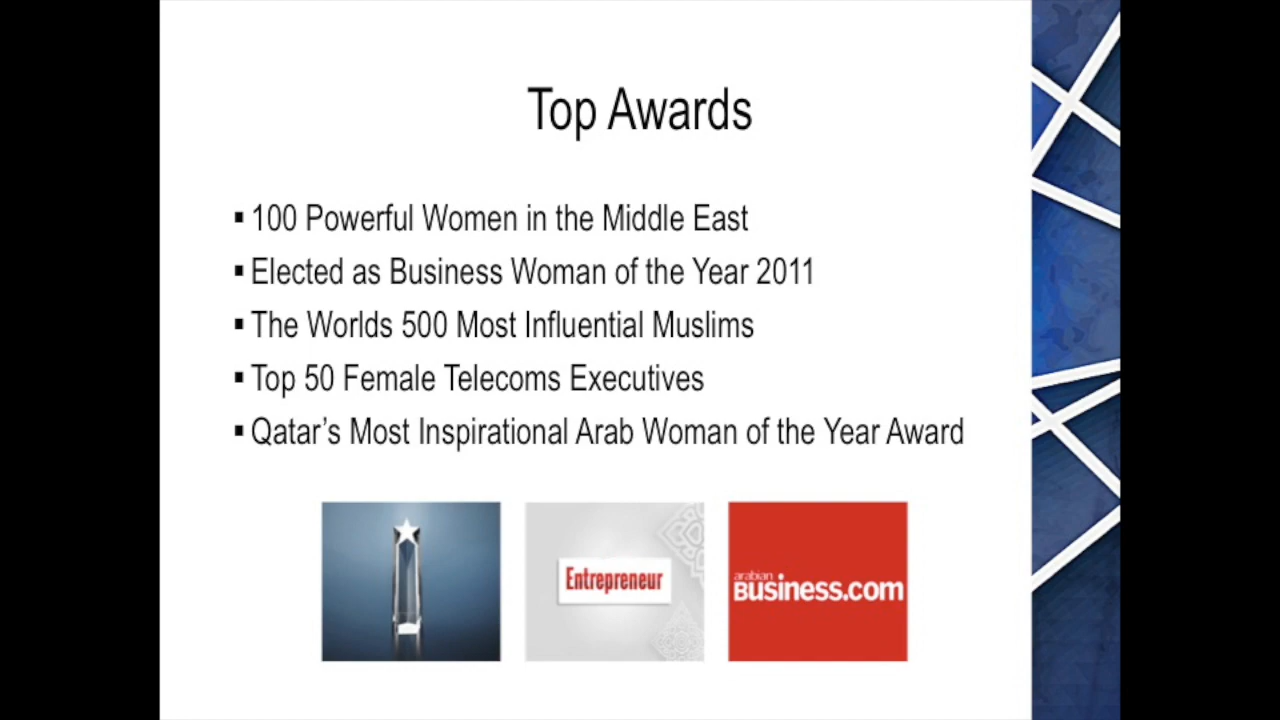 Top Awards
▪ 100 Powerful Women in the Middle East
▪ Elected as Business Woman of the Year 2011
▪ The Worlds 500 Most Influential Muslims
▪ Top 50 Female Telecoms Executives
▪ Qatar’s Most Inspirational Arab Woman of the Year Award
Entrepreneur
arabian
Business.com